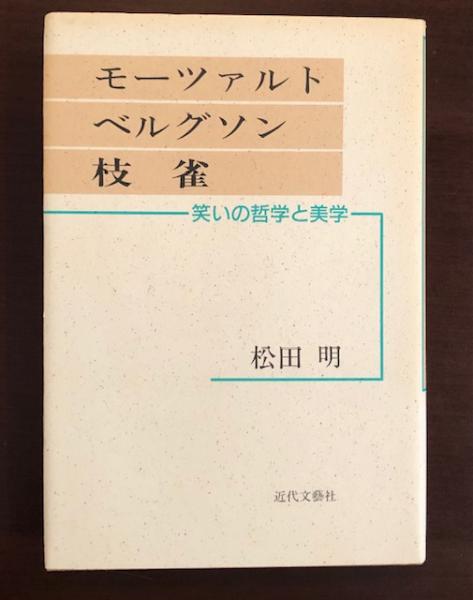 モーツァルト
ベルグソン
枝雀
笑いの哲学と美学
松田 明
近代文藝社